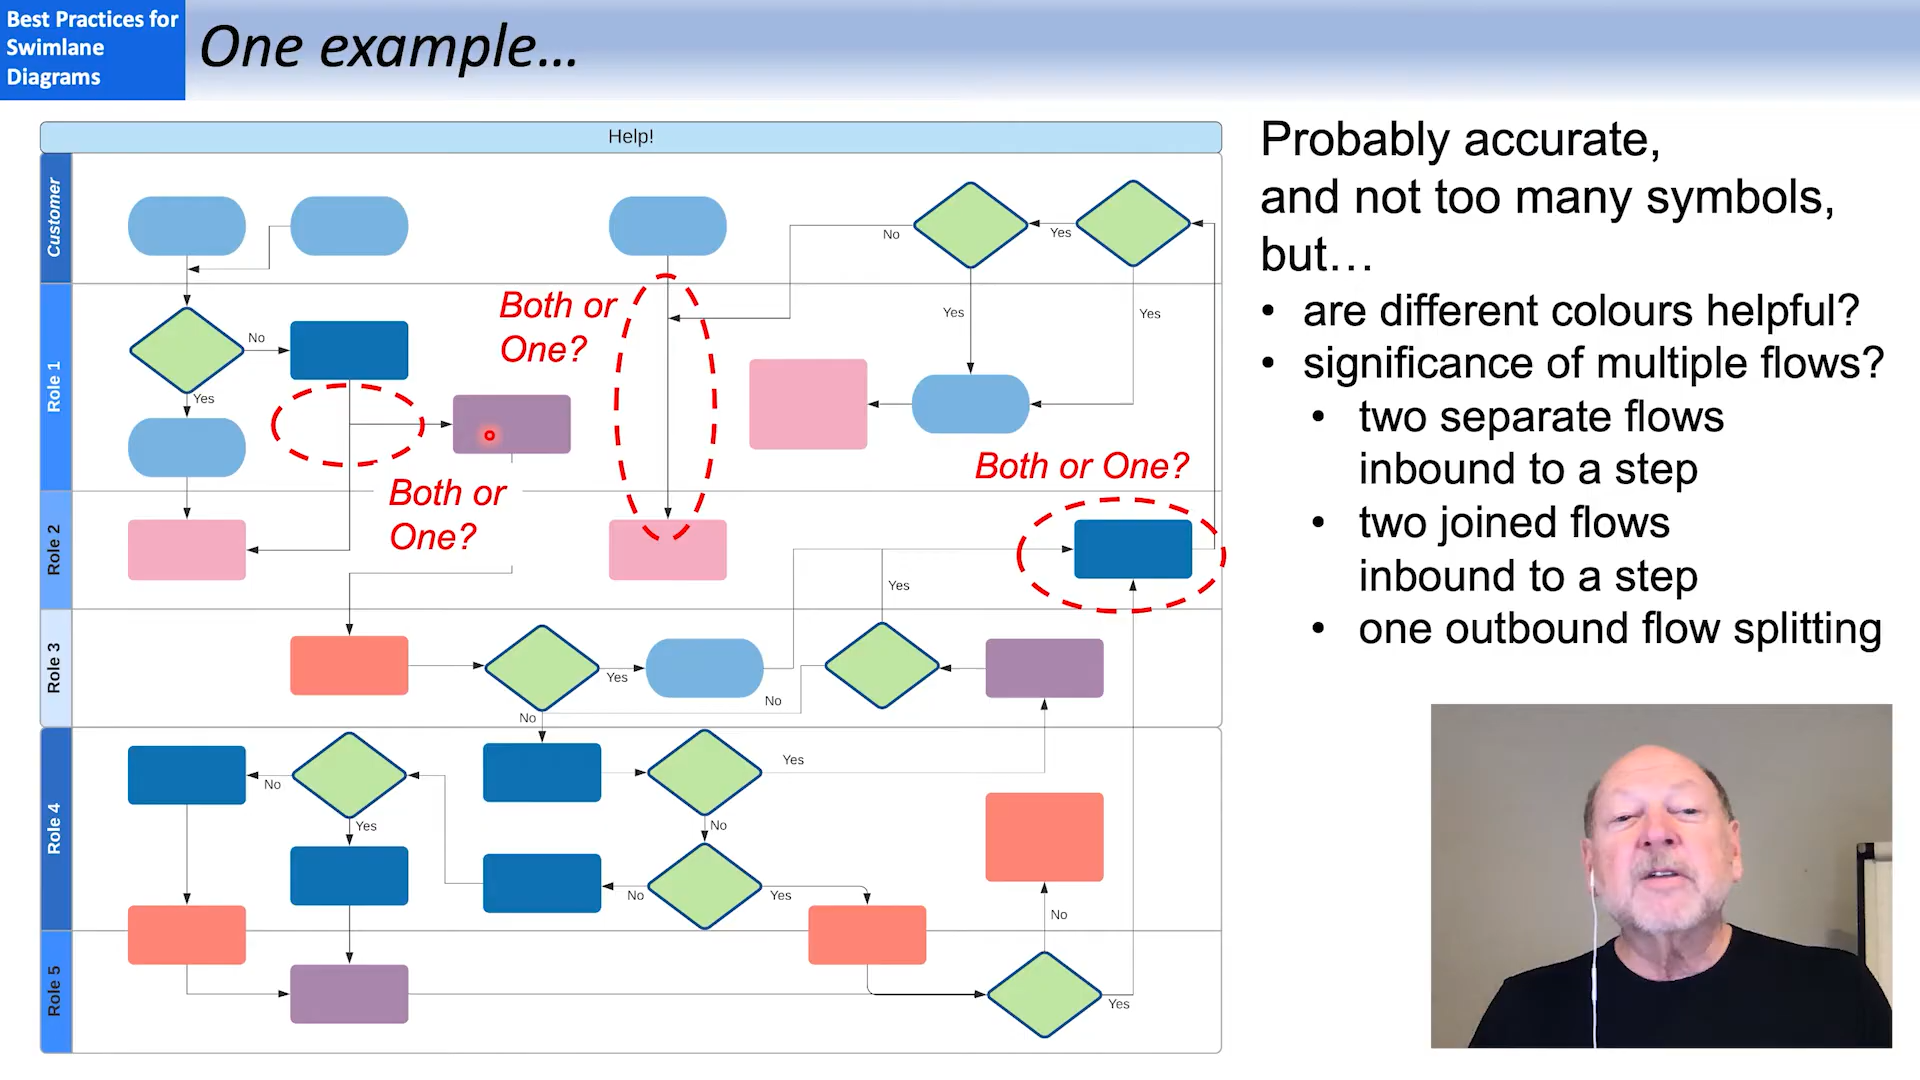 Best Practices for
Swimlane
Diagrams
One example...
Help!
Customer
No
Yes
Role 1
Both or
One?
No
Yes
Yes
Yes
Both or One?
Both or
One?
Role 2
Yes
Role 3
Yes
No
No
Role 4
No
Yes
Yes
No
No
Yes
No
Role 5
Yes
Probably accurate,
and not too many symbols,
but...
• are different colours helpful?
• significance of multiple flows?
• two separate flows
inbound to a step
• two joined flows
inbound to a step
• one outbound flow splitting